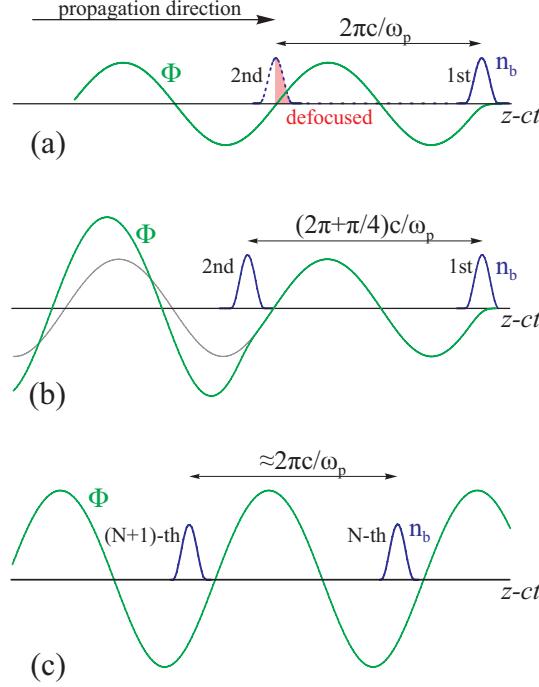 propagation direction
2πc/ω_p
Φ
2nd
1st
n_b
defocused
z-ct
(a)
(2π+π/4)c/ω_p
Φ
2nd
1st
n_b
z-ct
(b)
≈2πc/ω_p
Φ
(N+1)-th
N-th
n_b
z-ct
(c)